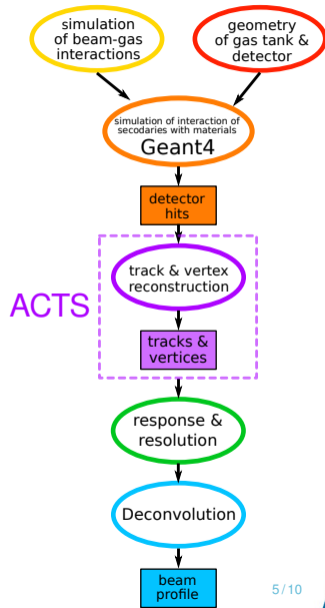 simulation
of beam-gas
interactions
geometry
of gas tank &
detector
simulation of interaction of
secodaries with materials
Geant4
detector
hits
ACTS
track & vertex
reconstruction
tracks &
vertices
response &
resolution
Deconvolution
beam
profile
5 / 10